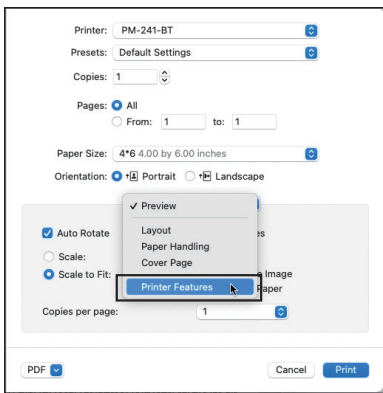 Printer: PM-241-BT
Presets: Default Settings
Copies: 1
Pages: All
From: 1 to: 1
Paper Size: 4*6 4.00 by 6.00 inches
Orientation: Portrait Landscape
Preview
Layout
Paper Handling
Cover Page
Printer Features
Auto Rotate
Scale:
Scale to Fit: Image
Paper
Copies per page: 1
PDF Cancel Print